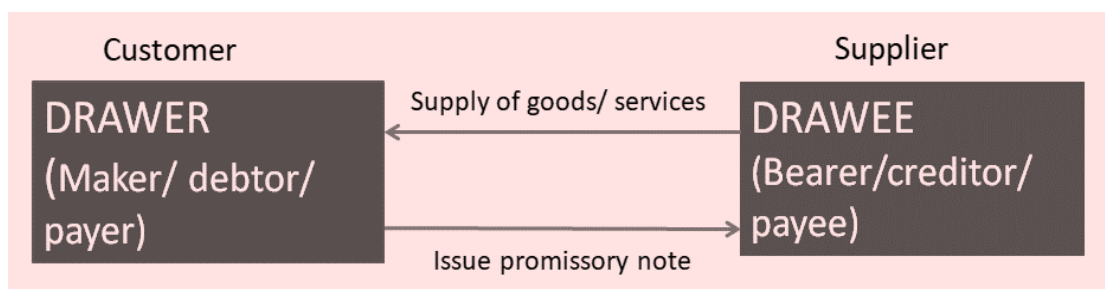 Customer
Supplier
DRAWER
(Maker/ debtor/
payer)
Supply of goods/ services
Issue promissory note
DRAWEE
(Bearer/creditor/
payee)